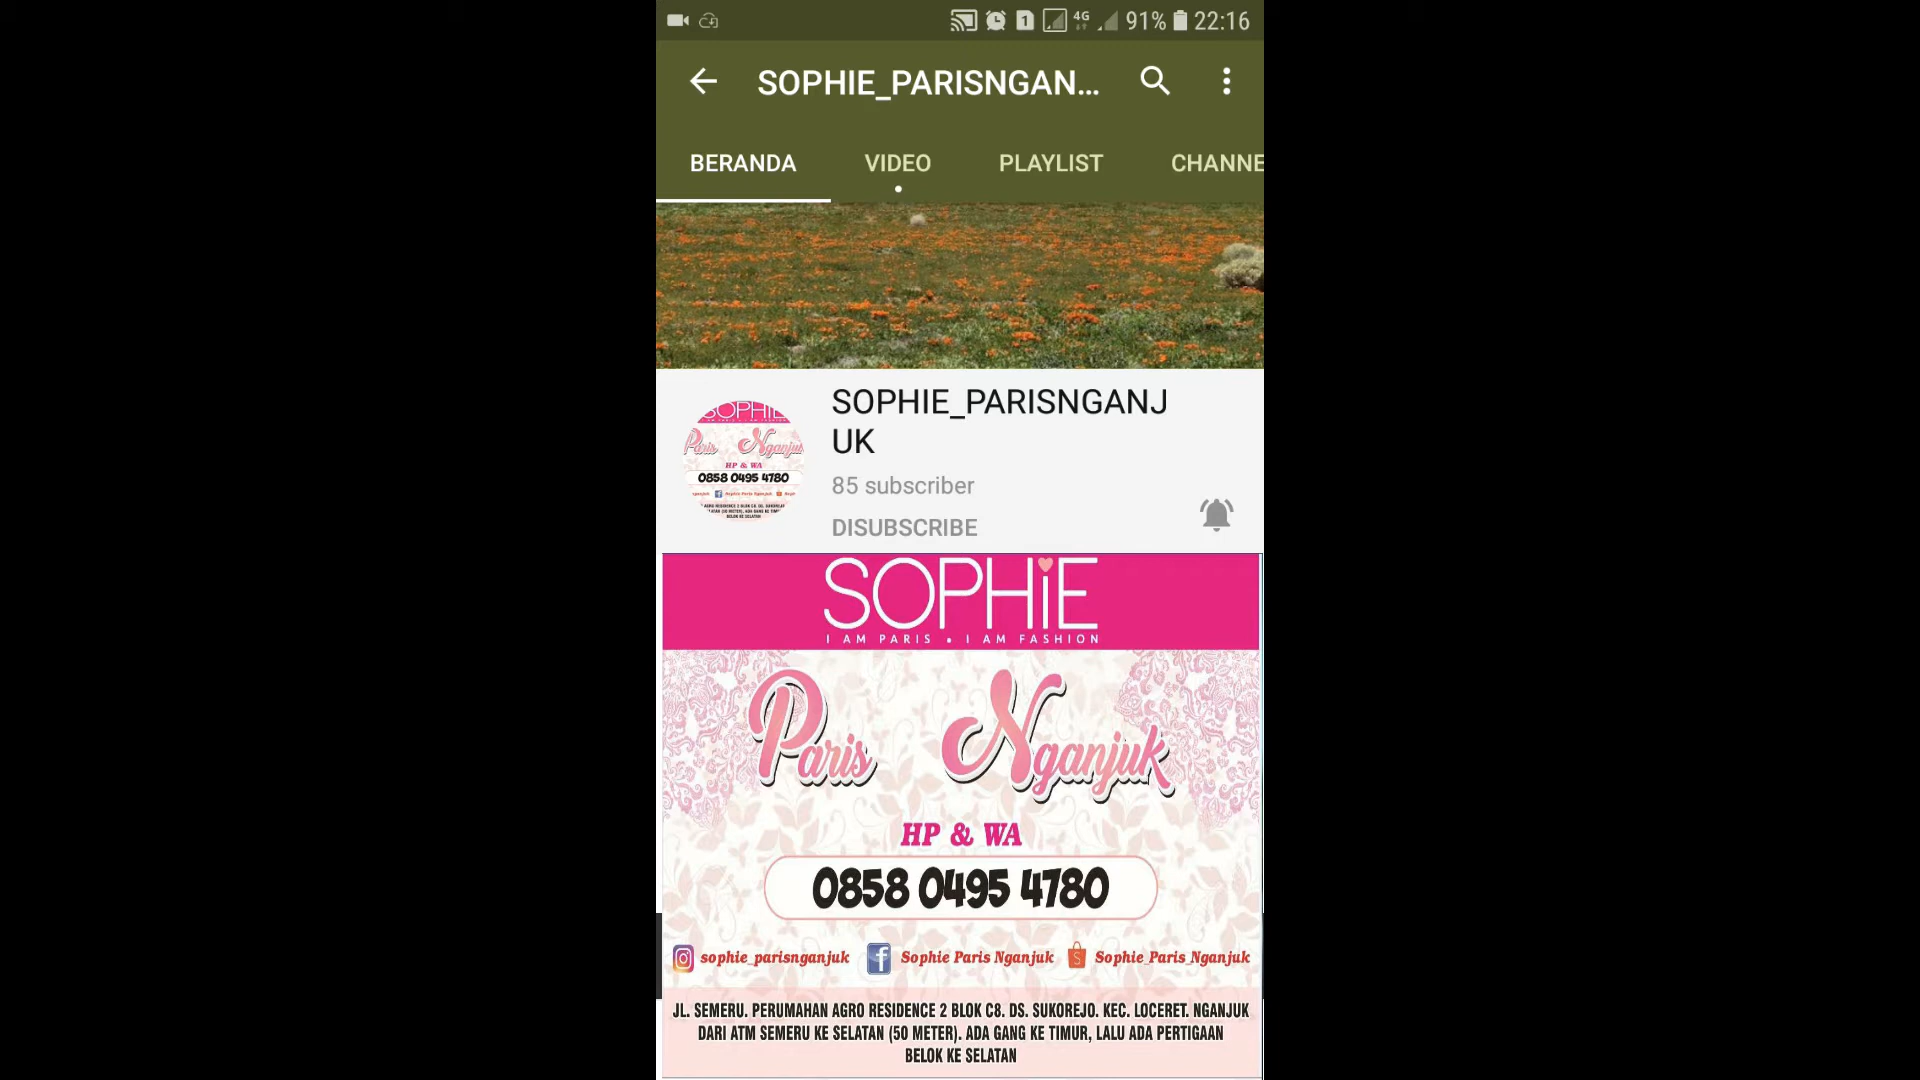 4G 91% 22:16
SOPHIE_PARISNGAN...
BERANDA VIDEO PLAYLIST CHANNE
SOPHIE
Paris Nganjuk
HP & WA
0858 0495 4780
SOPHIE_PARISNGANJ
UK
85 subscriber
DISUBSCRIBE
SOPHiE
I AM PARIS • I AM FASHION
Paris Nganjuk
HP & WA
0858 0495 4780
sophie_parisnganjuk Sophie Paris Nganjuk Sophie_Paris_Nganjuk
JL. SEMERU. PERUMAHAN AGRO RESIDENCE 2 BLOK C8. DS. SUKOREJO. KEC. LOCERET. NGANJUK
DARI ATM SEMERU KE SELATAN (50 METER). ADA GANG KE TIMUR, LALU ADA PERTIGAAN
BELOK KE SELATAN